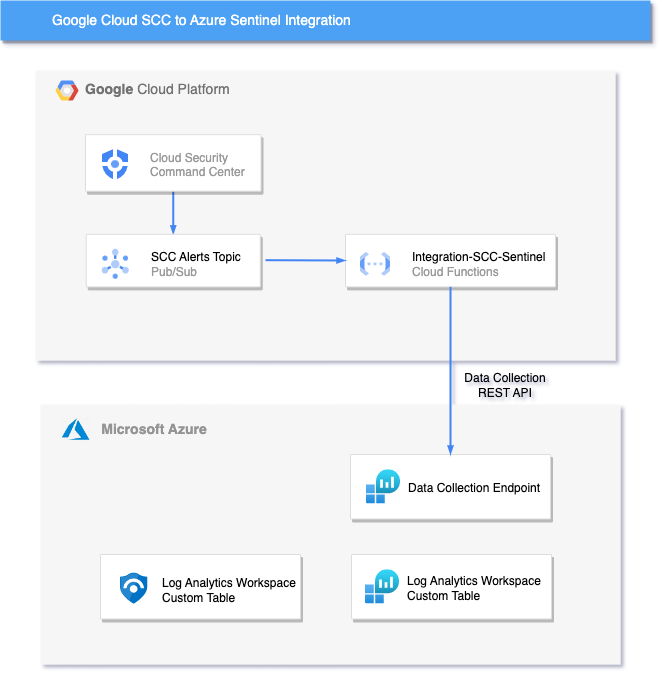 Google Cloud SCC to Azure Sentinel Integration
Google Cloud Platform
Cloud Security
Command Center
SCC Alerts Topic
Pub/Sub
Integration-SCC-Sentinel
Cloud Functions
Data Collection
REST API
Microsoft Azure
Data Collection Endpoint
Log Analytics Workspace
Custom Table
Log Analytics Workspace
Custom Table